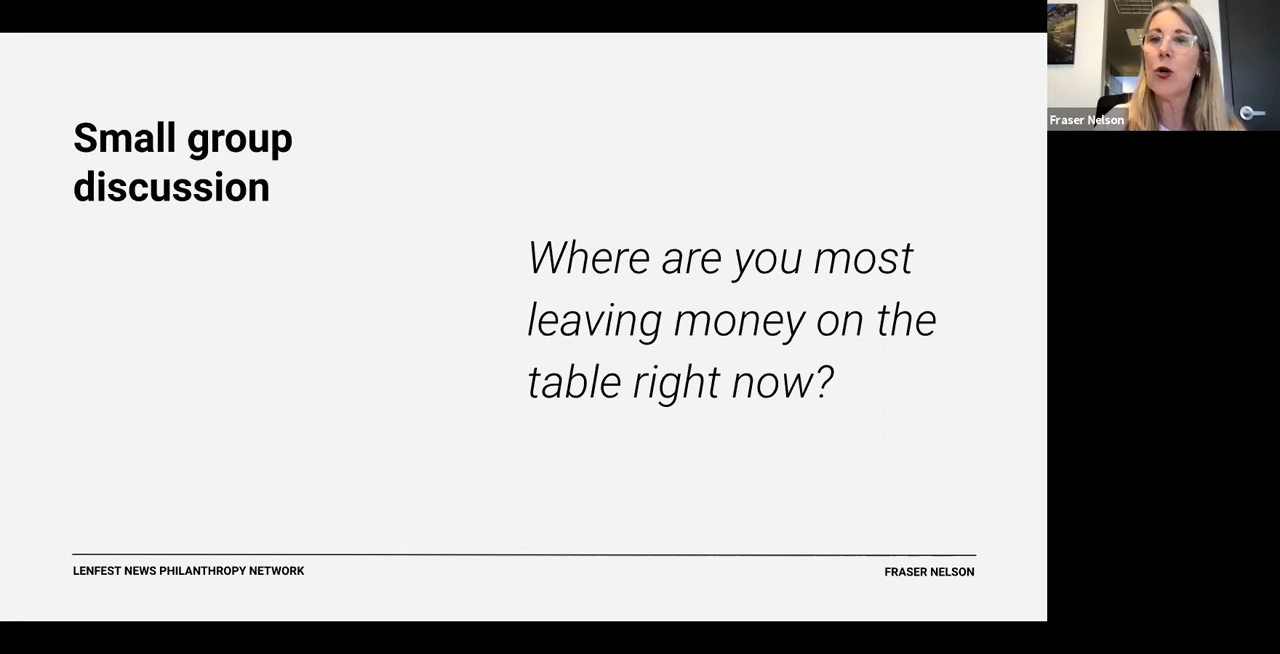 Small group
discussion
Where are you most
leaving money on the
table right now?
LENFEST NEWS PHILANTHROPY NETWORK
FRASER NELSON
Fraser Nelson